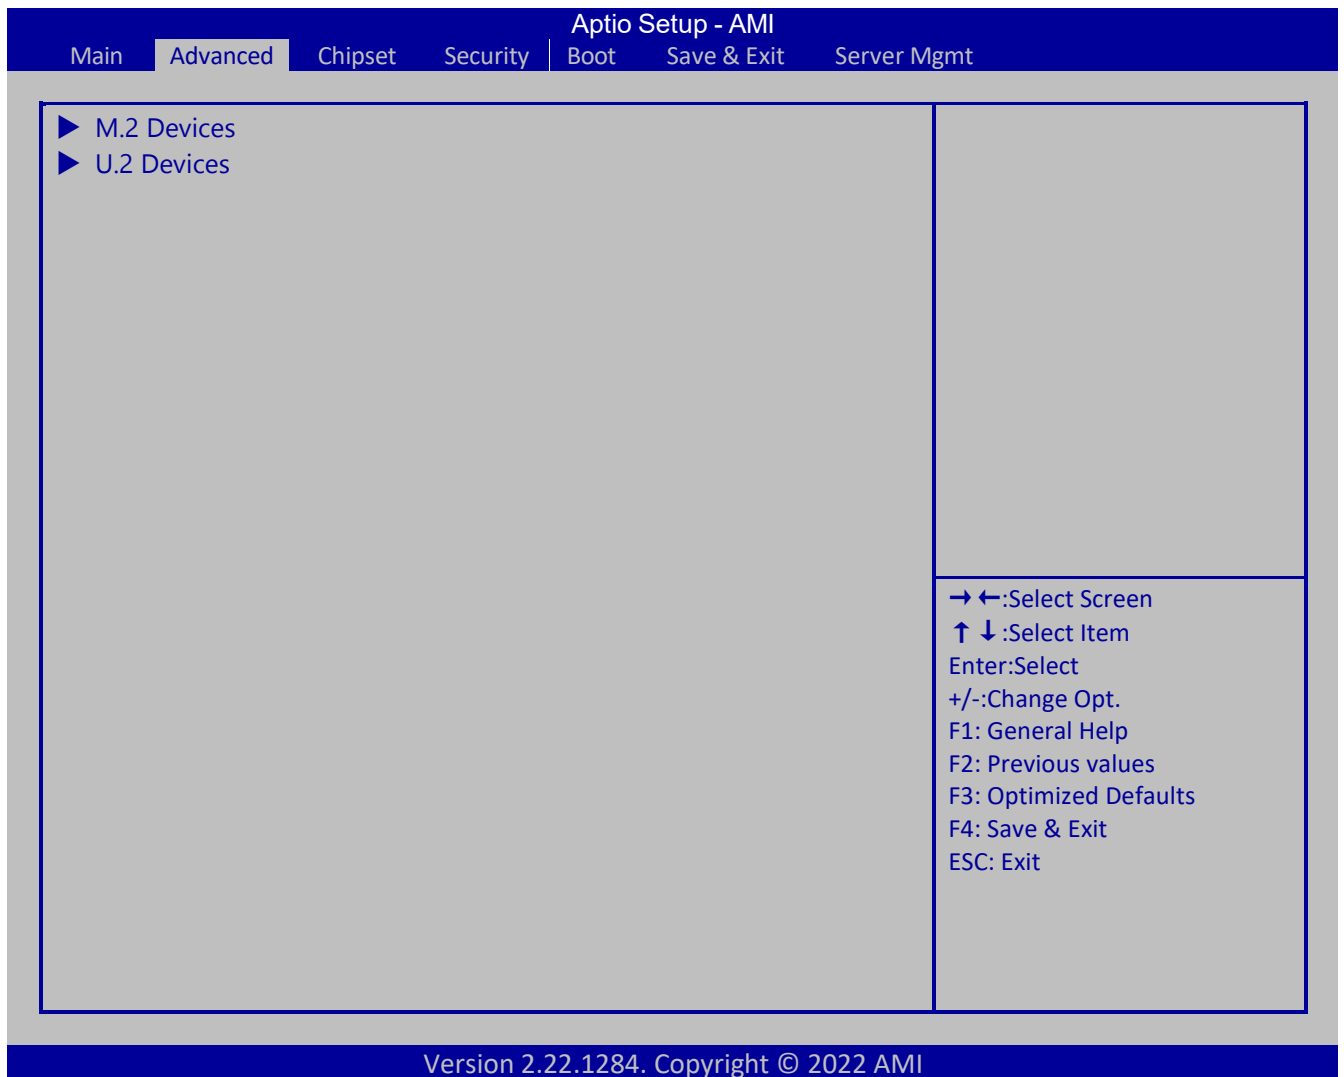 Aptio Setup - AMI
Main Advanced Chipset Security Boot Save & Exit Server Mgmt
▶ M.2 Devices
▶ U.2 Devices
→ ←:Select Screen
↑ ↓ :Select Item
Enter:Select
+/-:Change Opt.
F1: General Help
F2: Previous values
F3: Optimized Defaults
F4: Save & Exit
ESC: Exit
Version 2.22.1284. Copyright © 2022 AMI